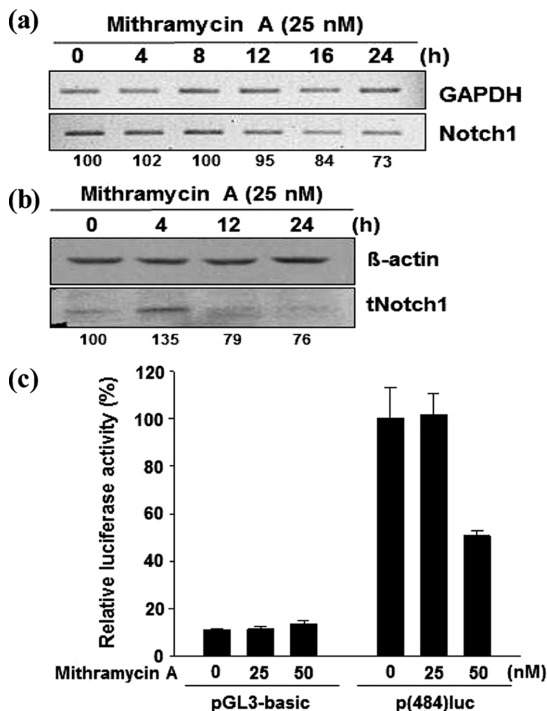 (a)
Mithramycin A (25 nM)
0 4 8 12 16 24 (h)
GAPDH
Notch1
100 102 100 95 84 73
(b)
Mithramycin A (25 nM)
0 4 12 24 (h)
ß-actin
tNotch1
100 135 79 76
(c)
Relative luciferase activity (%)
120
100
80
60
40
20
0
Mithramycin A 0 25 50 0 25 50 (nM)
pGL3-basic p(484)luc